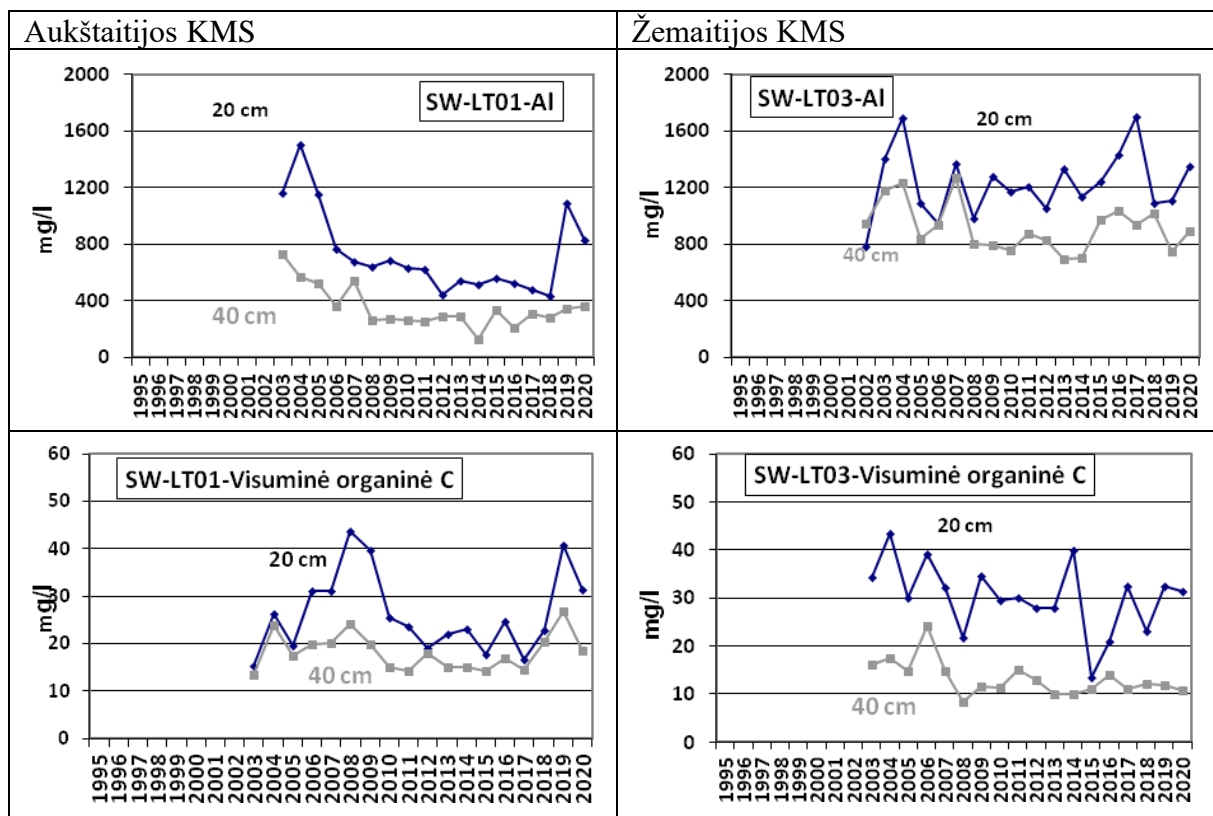 Aukštaitijos KMS
Žemaitijos KMS
2000
1600
1200
800
400
0
mg/l
SW-LT01-Al
20 cm
40 cm
1995 1996 1997 1998 1999 2000 2001 2002 2003 2004 2005 2006 2007 2008 2009 2010 2011 2012 2013 2014 2015 2016 2017 2018 2019 2020
2000
1600
1200
800
400
0
mg/l
SW-LT03-Al
20 cm
40 cm
1995 1996 1997 1998 1999 2000 2001 2002 2003 2004 2005 2006 2007 2008 2009 2010 2011 2012 2013 2014 2015 2016 2017 2018 2019 2020
60
50
40
30
20
10
0
mg/l
SW-LT01-Visuminė organinė C
20 cm
40 cm
1995 1996 1997 1998 1999 2000 2001 2002 2003 2004 2005 2006 2007 2008 2009 2010 2011 2012 2013 2014 2015 2016 2017 2018 2019 2020
60
50
40
30
20
10
0
mg/l
SW-LT03-Visuminė organinė C
20 cm
40 cm
1995 1996 1997 1998 1999 2000 2001 2002 2003 2004 2005 2006 2007 2008 2009 2010 2011 2012 2013 2014 2015 2016 2017 2018 2019 2020